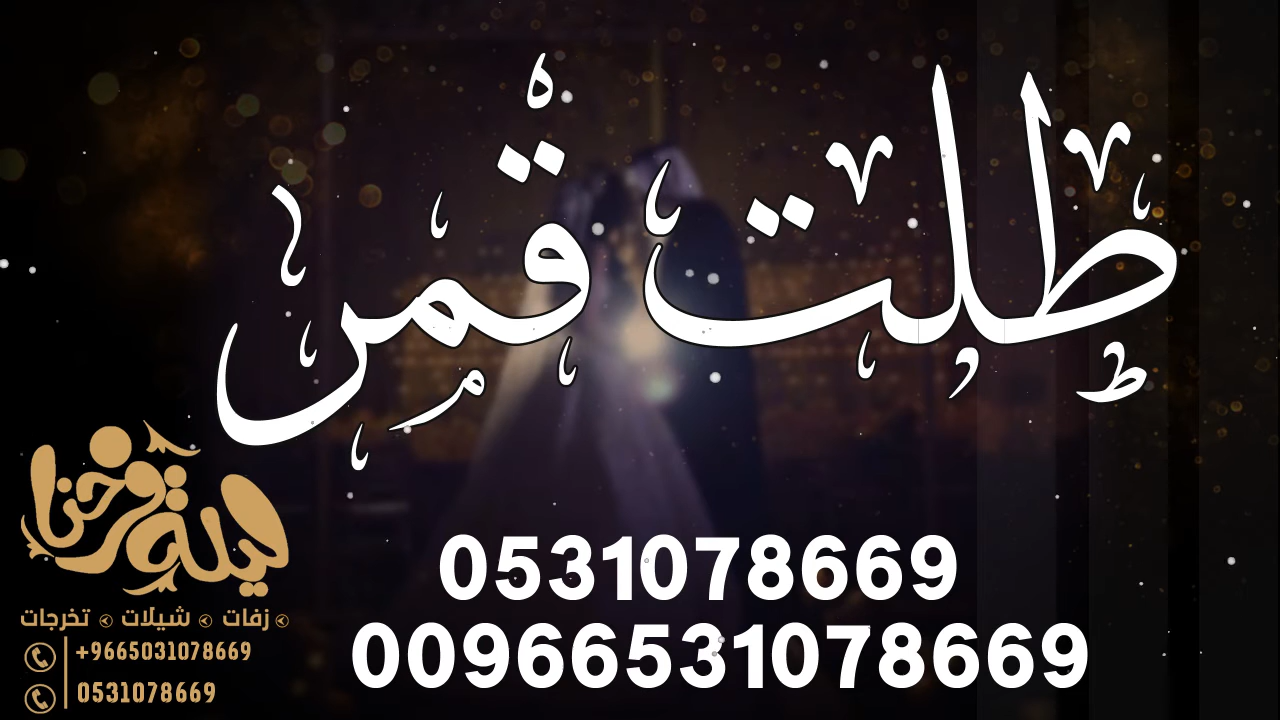 طلت قمر
ليلة فرحنا
زفات » شيلات » تخرجات
+9665031078669
0531078669
0531078669
00966531078669